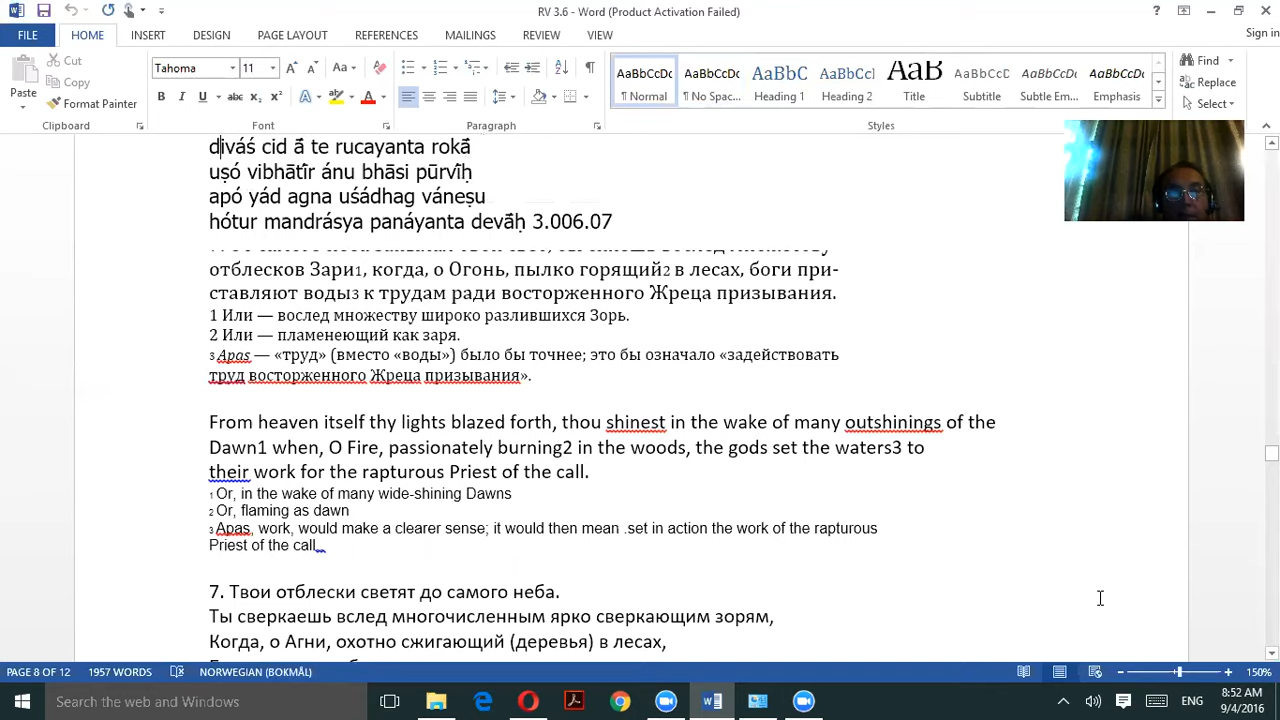 RV 3.6 - Word (Product Activation Failed)
FILE HOME INSERT DESIGN PAGE LAYOUT REFERENCES MAILINGS REVIEW VIEW Sign in
Paste Cut Copy Format Painter
Tahoma 11
AaBbCcDc AaBbCcDc AaBbC AaBbCcD AaB AaBbCcD AaBbCcDc
¶ Normal ¶ No Spac... Heading 1 Heading 2 Title Subtitle Subtle Em... Emphasis
Find Replace Select
Clipboard Font Paragraph Styles Editing
diváś cid ā́ te rucayanta rokā́
uṣó vibhātī́r ánu bhāsi pūrvī́ḥ
apó yád agna uśádhag váneṣu
hótur mandrásya panáyanta devā́ḥ 3.006.07
отблесков Зари1, когда, о Огонь, пылко горящий2 в лесах, боги при-
ставляют воды3 к трудам ради восторженного Жреца призывания.
1 Или — вослед множеству широко разлившихся Зорь.
2 Или — пламенеющий как заря.
3 Apas — «труд» (вместо «воды») было бы точнее; это бы означало «задействовать
труд восторженного Жреца призывания».
From heaven itself thy lights blazed forth, thou shinest in the wake of many outshinings of the
Dawn1 when, O Fire, passionately burning2 in the woods, the gods set the waters3 to
their work for the rapturous Priest of the call.
1 Or, in the wake of many wide-shining Dawns
2 Or, flaming as dawn
3 Apas, work, would make a clearer sense; it would then mean .set in action the work of the rapturous
Priest of the call.
7. Твои отблески светят до самого неба.
Ты сверкаешь вслед многочисленным ярко сверкающим зорям,
Когда, о Агни, охотно сжигающий (деревья) в лесах,
PAGE 8 OF 12 1957 WORDS NORWEGIAN (BOKMÅL) 150%
Search the web and Windows
ENG
8:52 AM
9/4/2016